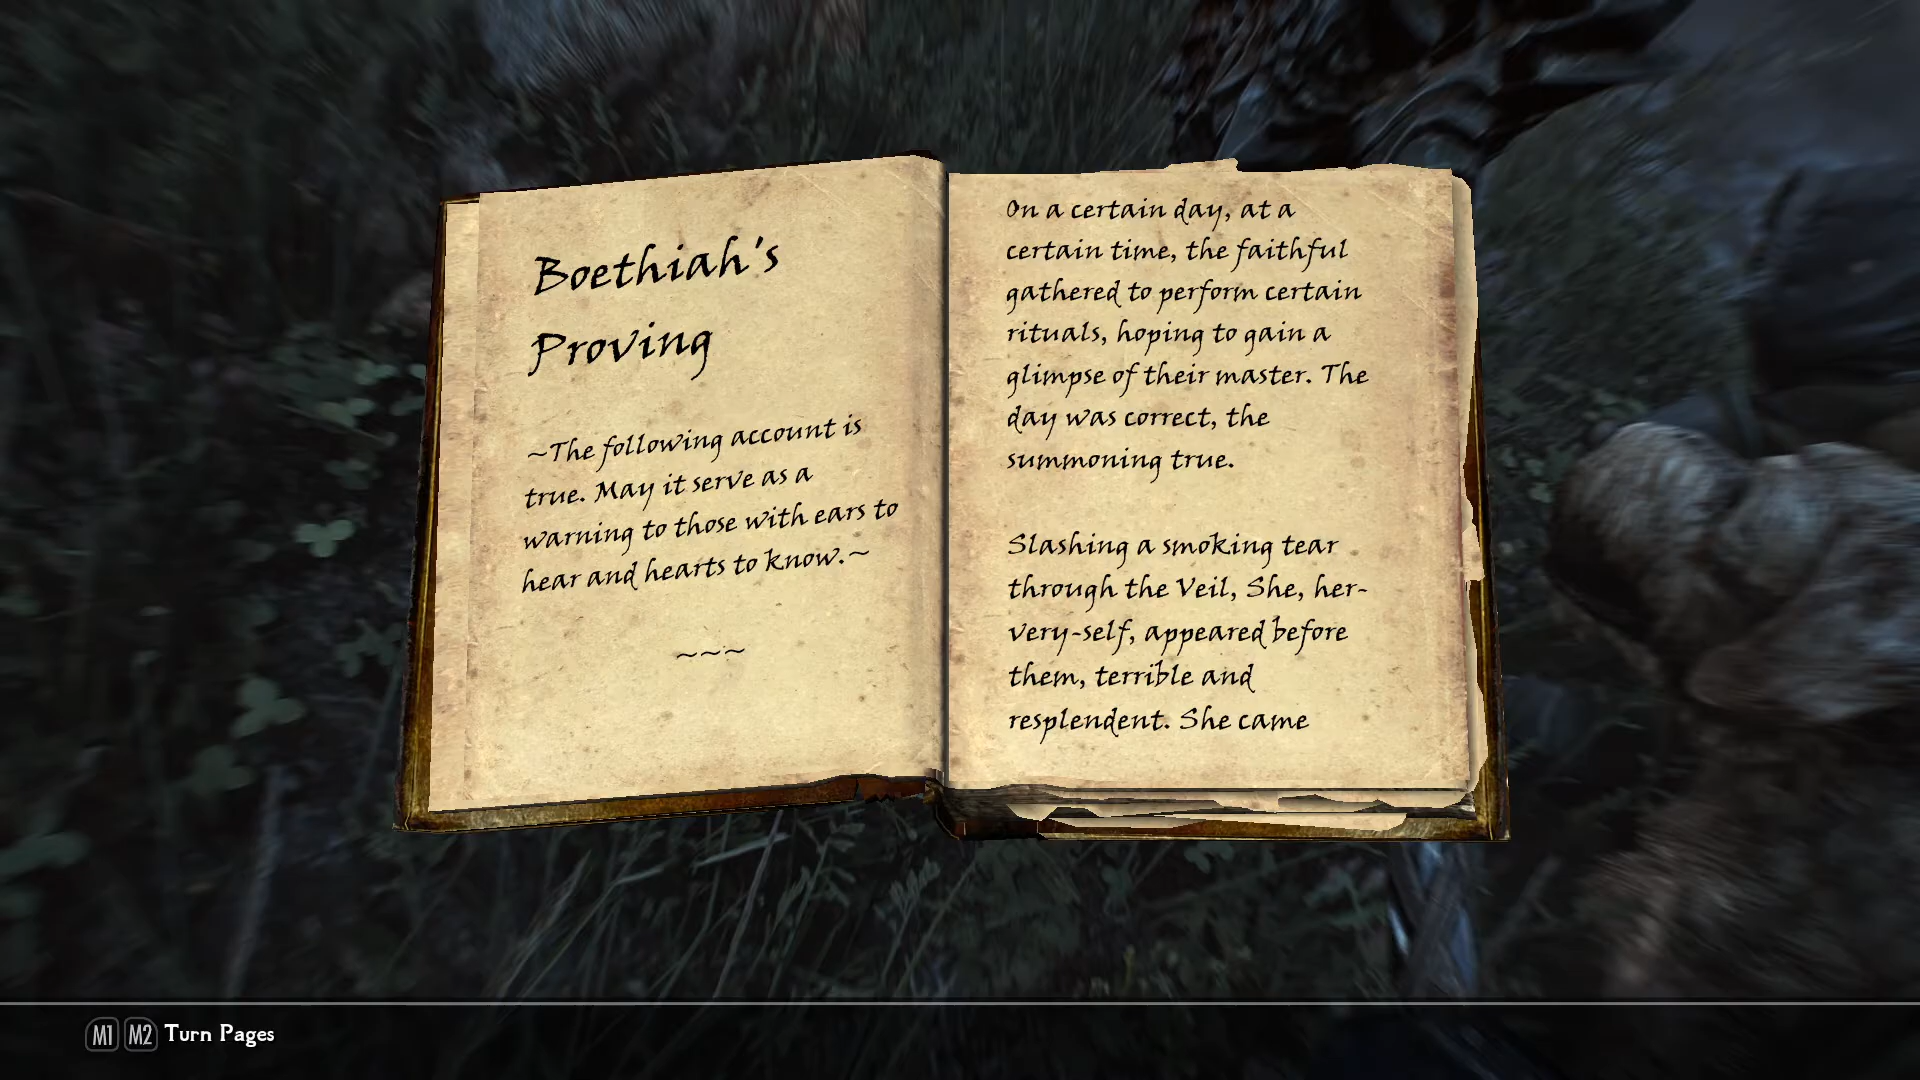 Boethiah's
Proving
~The following account is
true. May it serve as a
warning to those with ears to
hear and hearts to know.~
~~~
On a certain day, at a
certain time, the faithful
gathered to perform certain
rituals, hoping to gain a
glimpse of their master. The
day was correct, the
summoning true.
Slashing a smoking tear
through the Veil, She, her-
very-self, appeared before
them, terrible and
resplendent. She came
M1 M2 Turn Pages